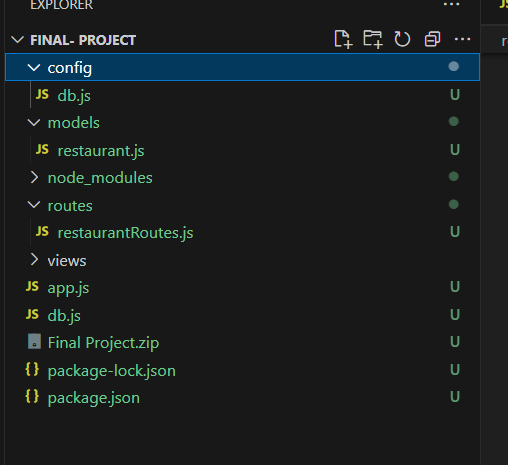 EXPLORER ...
FINAL- PROJECT ...
config
JS db.js U
models
JS restaurant.js U
node_modules
routes
JS restaurantRoutes.js U
views
JS app.js U
JS db.js U
Final Project.zip U
{} package-lock.json U
{} package.json U